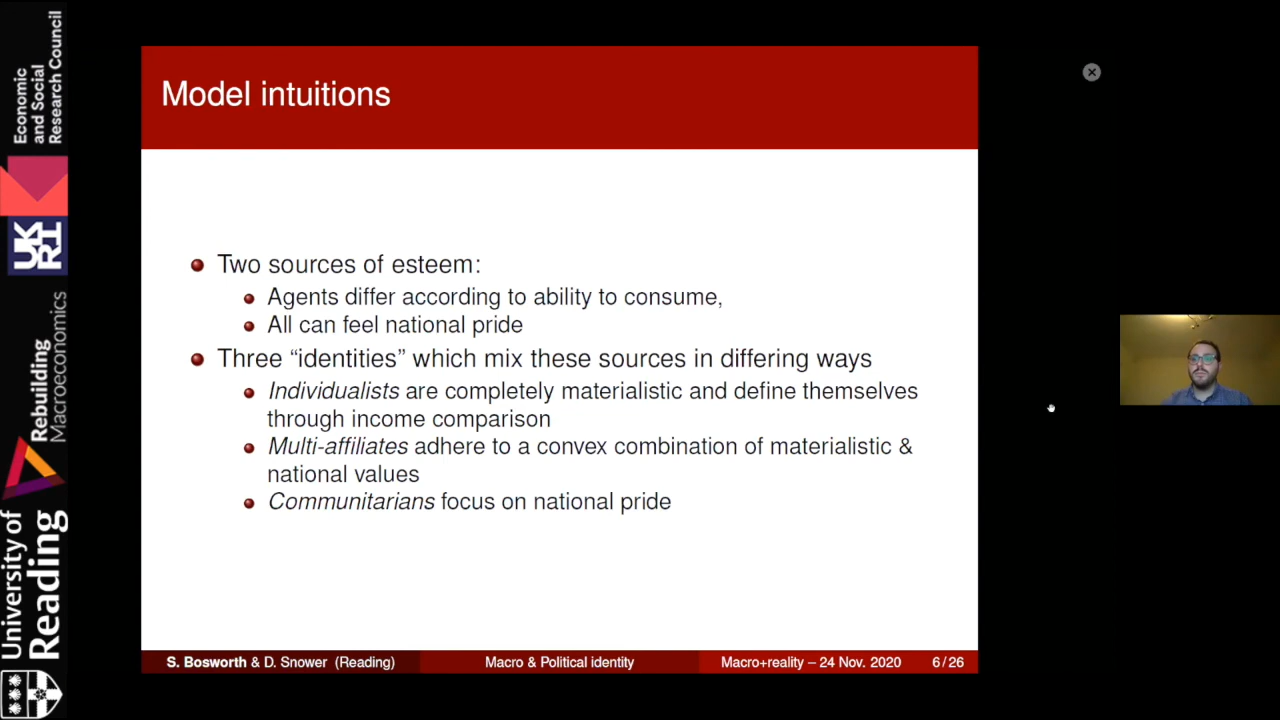 Economic
and Social
Research Council
UKRI
Rebuilding
Macroeconomics
University of
Reading
Model intuitions
Two sources of esteem:
Agents differ according to ability to consume,
All can feel national pride
Three “identities” which mix these sources in differing ways
Individualists are completely materialistic and define themselves
through income comparison
Multi-affiliates adhere to a convex combination of materialistic &
national values
Communitarians focus on national pride
S. Bosworth & D. Snower (Reading)
Macro & Political identity
Macro+reality – 24 Nov. 2020
6 / 26